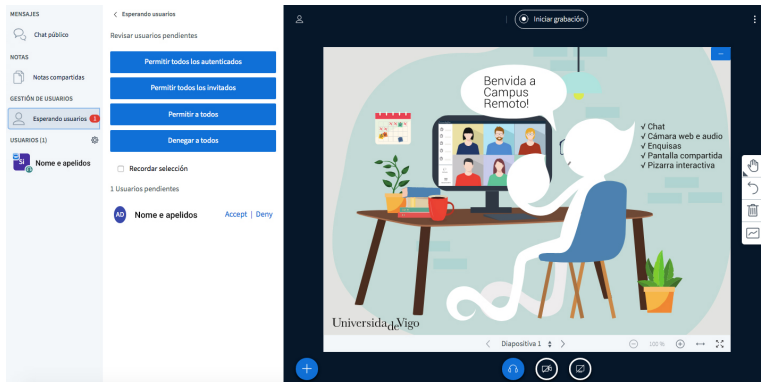 MENSAJES
Chat público
NOTAS
Notas compartidas
GESTIÓN DE USUARIOS
Esperando usuarios 1
USUARIOS (1)
Si
Nome e apelidos
Esperando usuarios
Revisar usuarios pendientes
Permitir todos los autenticados
Permitir todos los invitados
Permitir a todos
Denegar a todos
Recordar selección
1 Usuarios pendientes
AD
Nome e apelidos
Accept | Deny
Iniciar grabación
Benvida a
Campus
Remoto!
√ Chat
√ Cámara web e audio
√ Enquisas
√ Pantalla compartida
√ Pizarra interactiva
UniversidadeVigo
Diapositiva 1
100 %